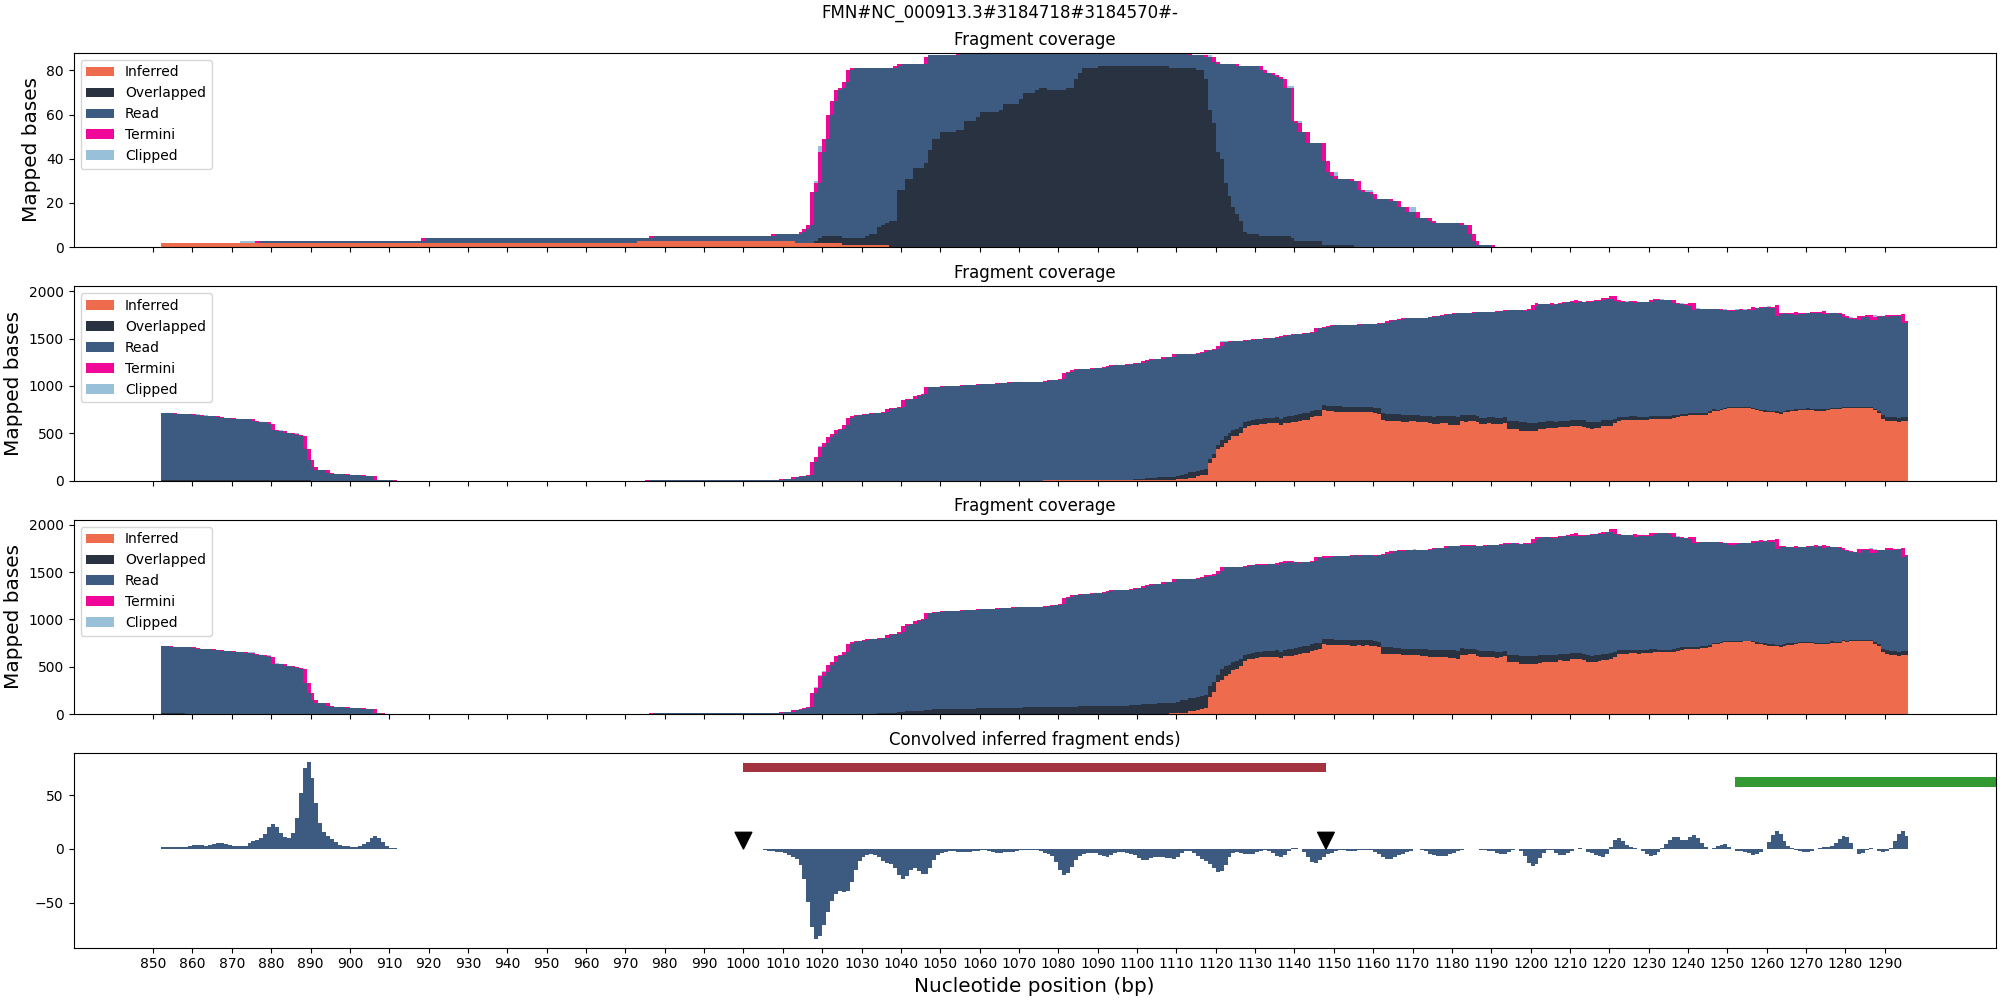 FMN#NC_000913.3#3184718#3184570#-
Fragment coverage
Mapped bases
80
60
40
20
0
Inferred
Overlapped
Read
Termini
Clipped
Fragment coverage
Mapped bases
2000
1500
1000
500
0
Inferred
Overlapped
Read
Termini
Clipped
Fragment coverage
Mapped bases
2000
1500
1000
500
0
Inferred
Overlapped
Read
Termini
Clipped
Convolved inferred fragment ends)
50
0
−50
850 860 870 880 890 900 910 920 930 940 950 960 970 980 990 1000 1010 1020 1030 1040 1050 1060 1070 1080 1090 1100 1110 1120 1130 1140 1150 1160 1170 1180 1190 1200 1210 1220 1230 1240 1250 1260 1270 1280 1290
Nucleotide position (bp)